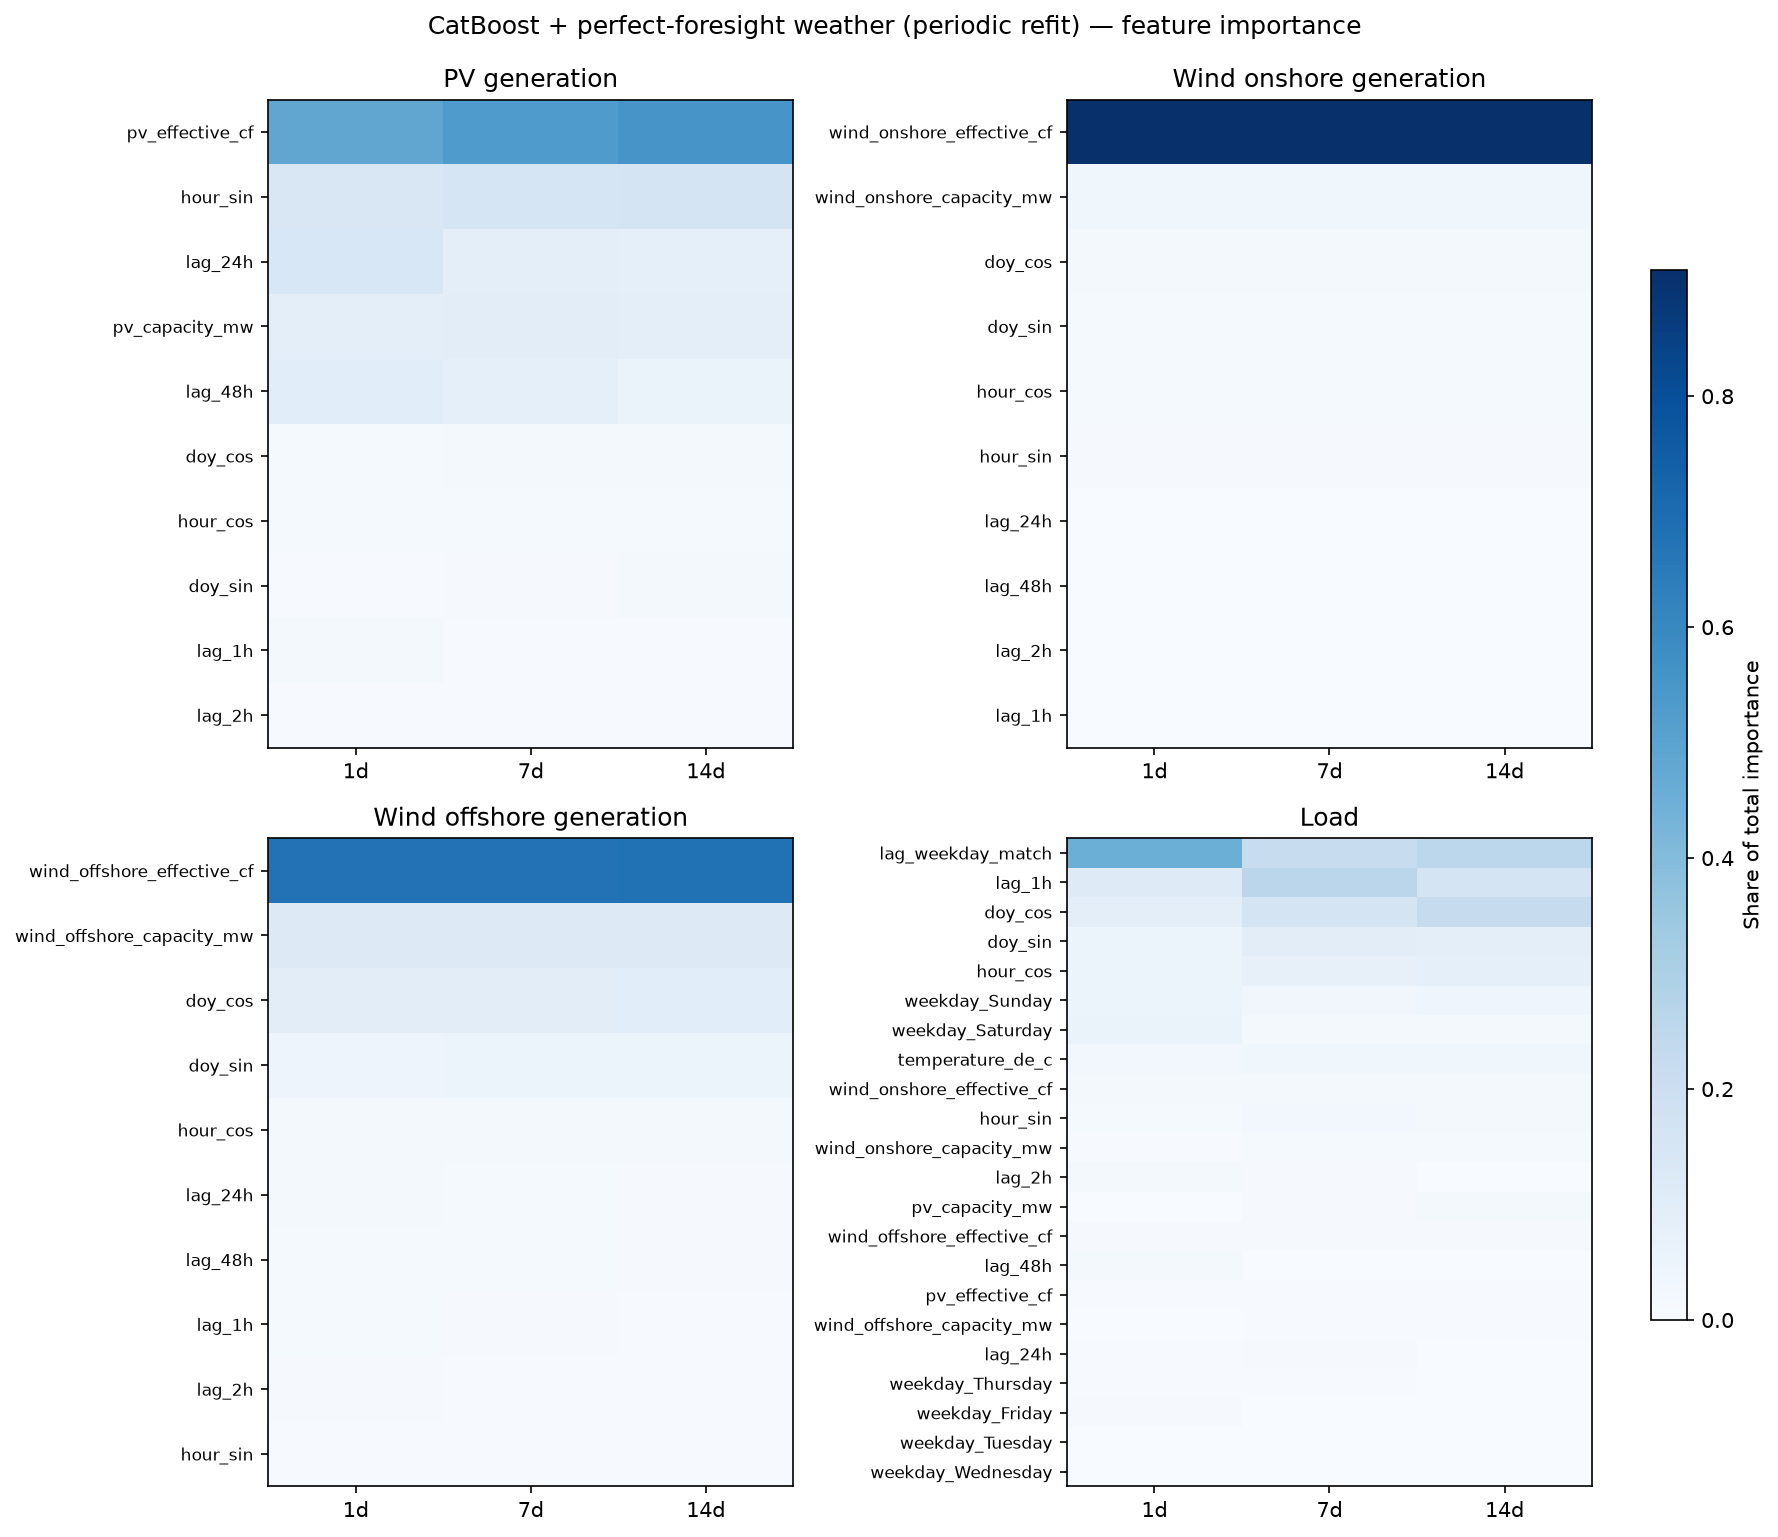 CatBoost + perfect-foresight weather (periodic refit) — feature importance
PV generation
pv_effective_cf
hour_sin
lag_24h
pv_capacity_mw
lag_48h
doy_cos
hour_cos
doy_sin
lag_1h
lag_2h
1d 7d 14d
Wind onshore generation
wind_onshore_effective_cf
wind_onshore_capacity_mw
doy_cos
doy_sin
hour_cos
hour_sin
lag_24h
lag_48h
lag_2h
lag_1h
1d 7d 14d
Wind offshore generation
wind_offshore_effective_cf
wind_offshore_capacity_mw
doy_cos
doy_sin
hour_cos
lag_24h
lag_48h
lag_1h
lag_2h
hour_sin
1d 7d 14d
Load
lag_weekday_match
lag_1h
doy_cos
doy_sin
hour_cos
weekday_Sunday
weekday_Saturday
temperature_de_c
wind_onshore_effective_cf
hour_sin
wind_onshore_capacity_mw
lag_2h
pv_capacity_mw
wind_offshore_effective_cf
lag_48h
pv_effective_cf
wind_offshore_capacity_mw
lag_24h
weekday_Thursday
weekday_Friday
weekday_Tuesday
weekday_Wednesday
1d 7d 14d
0.8
0.6
0.4
0.2
0.0
Share of total importance